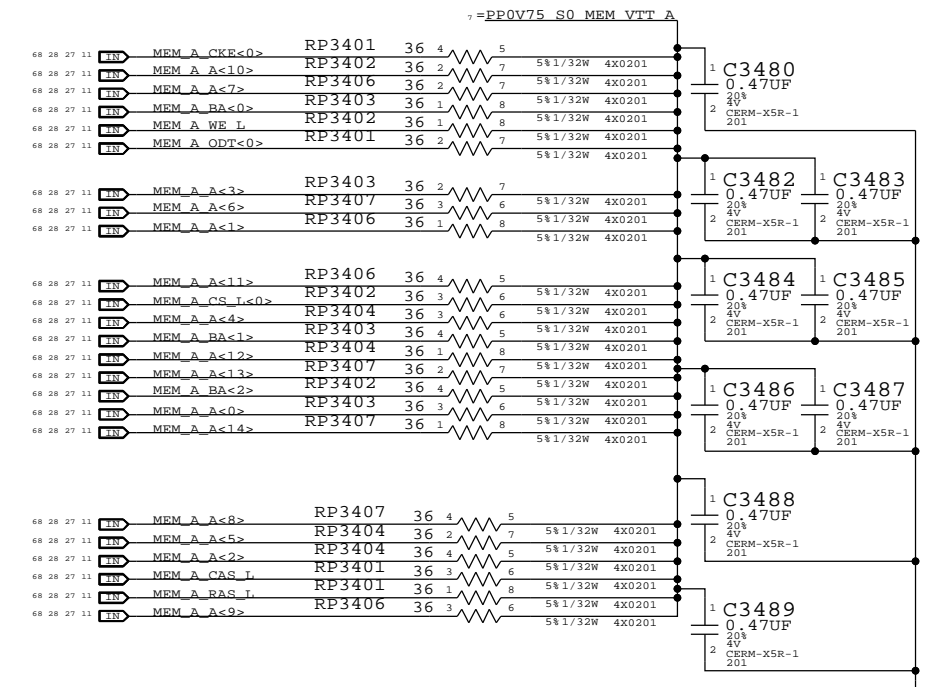 7 =PP0V75_S0_MEM_VTT_A
68 28 27 11 IN MEM_A_CKE<0> RP3401 36 4 5 5%1/32W 4X0201
68 28 27 11 IN MEM_A_A<10> RP3402 36 2 7 5%1/32W 4X0201
68 28 27 11 IN MEM_A_A<7> RP3406 36 2 7 5%1/32W 4X0201
68 28 27 11 IN MEM_A_BA<0> RP3403 36 1 8 5%1/32W 4X0201
68 28 27 11 IN MEM_A_WE_L RP3402 36 1 8 5%1/32W 4X0201
68 28 27 11 IN MEM_A_ODT<0> RP3401 36 2 7 5%1/32W 4X0201
1 C3480
0.47UF
20%
4V
2 CERM-X5R-1
201
68 28 27 11 IN MEM_A_A<3> RP3403 36 2 7 5%1/32W 4X0201
68 28 27 11 IN MEM_A_A<6> RP3407 36 3 6 5%1/32W 4X0201
68 28 27 11 IN MEM_A_A<1> RP3406 36 1 8 5%1/32W 4X0201
1 C3482 1 C3483
0.47UF 0.47UF
20% 20%
4V 4V
2 CERM-X5R-1 2 CERM-X5R-1
201 201
68 28 27 11 IN MEM_A_A<11> RP3406 36 4 5 5%1/32W 4X0201
68 28 27 11 IN MEM_A_CS_L<0> RP3402 36 3 6 5%1/32W 4X0201
68 28 27 11 IN MEM_A_A<4> RP3404 36 3 6 5%1/32W 4X0201
68 28 27 11 IN MEM_A_BA<1> RP3403 36 4 5 5%1/32W 4X0201
68 28 27 11 IN MEM_A_A<12> RP3404 36 1 8 5%1/32W 4X0201
68 28 27 11 IN MEM_A_A<13> RP3407 36 2 7 5%1/32W 4X0201
68 28 27 11 IN MEM_A_BA<2> RP3402 36 4 5 5%1/32W 4X0201
68 28 27 11 IN MEM_A_A<0> RP3403 36 3 6 5%1/32W 4X0201
68 28 27 11 IN MEM_A_A<14> RP3407 36 1 8 5%1/32W 4X0201
1 C3484 1 C3485
0.47UF 0.47UF
20% 20%
4V 4V
2 CERM-X5R-1 2 CERM-X5R-1
201 201
1 C3486 1 C3487
0.47UF 0.47UF
20% 20%
4V 4V
2 CERM-X5R-1 2 CERM-X5R-1
201 201
68 28 27 11 IN MEM_A_A<8> RP3407 36 4 5 5%1/32W 4X0201
68 28 27 11 IN MEM_A_A<5> RP3404 36 2 7 5%1/32W 4X0201
68 28 27 11 IN MEM_A_A<2> RP3404 36 4 5 5%1/32W 4X0201
68 28 27 11 IN MEM_A_CAS_L RP3401 36 3 6 5%1/32W 4X0201
68 28 27 11 IN MEM_A_RAS_L RP3401 36 1 8 5%1/32W 4X0201
68 28 27 11 IN MEM_A_A<9> RP3406 36 3 6 5%1/32W 4X0201
1 C3488
0.47UF
20%
4V
2 CERM-X5R-1
201
1 C3489
0.47UF
20%
4V
2 CERM-X5R-1
201